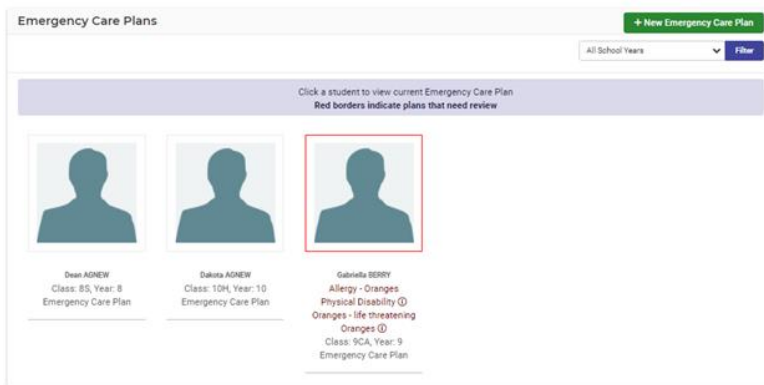 Emergency Care Plans
+ New Emergency Care Plan
All School Years
Filter
Click a student to view current Emergency Care Plan
Red borders indicate plans that need review
Dean AGNEW
Class: 8S, Year: 8
Emergency Care Plan
Dakota AGNEW
Class: 10H, Year: 10
Emergency Care Plan
Gabriella BERRY
Allergy - Oranges
Physical Disability ⓘ
Oranges - life threatening
Oranges ⓘ
Class: 9CA, Year: 9
Emergency Care Plan